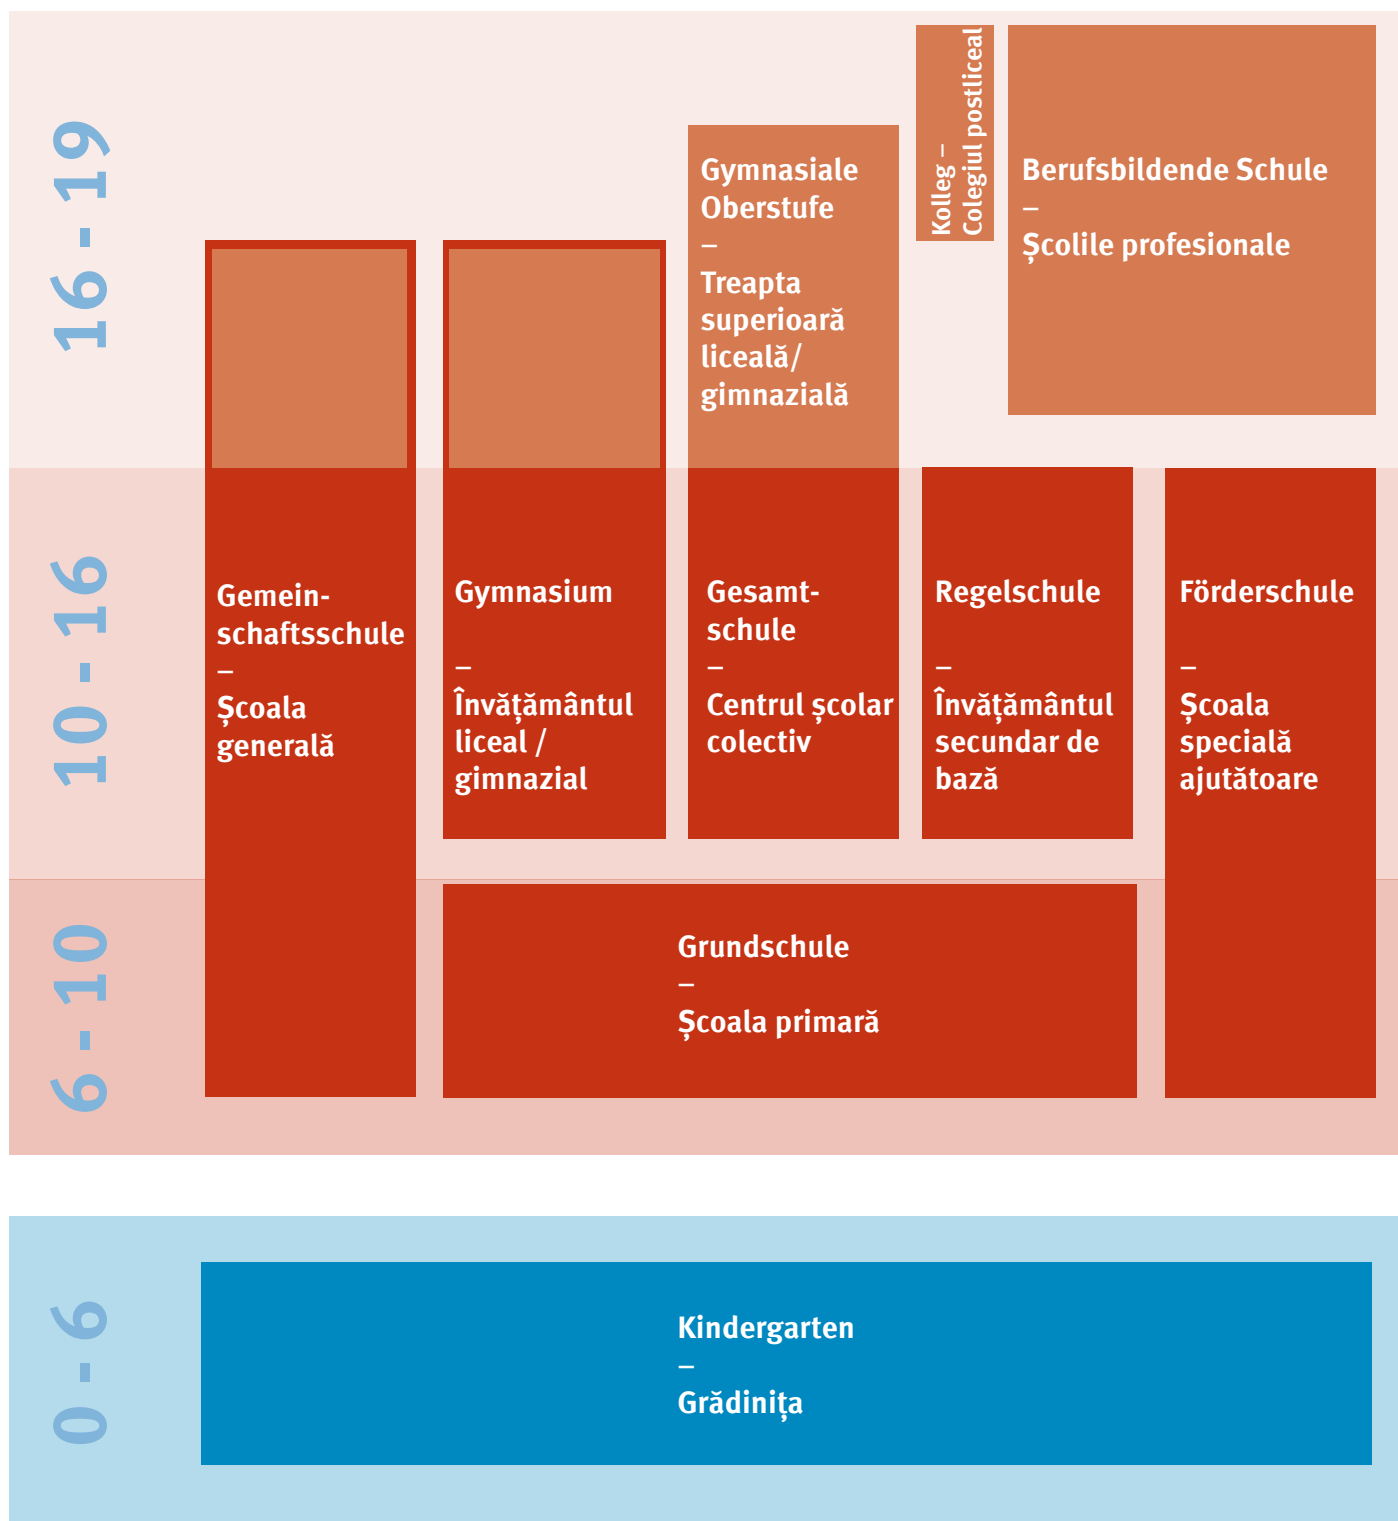 16 - 19
Gymnasiale
Oberstufe
–
Treapta
superioară
liceală/
gimnazială
Kolleg –
Colegiul postliceal
Berufsbildende Schule
–
Școlile profesionale
10 - 16
Gemein-
schaftsschule
–
Școala
generală
Gymnasium
–
Învățământul
liceal /
gimnazial
Gesamt-
schule
–
Centrul școlar
colectiv
Regelschule
–
Învățământul
secundar de
bază
Förderschule
–
Școala
specială
ajutătoare
6 - 10
Grundschule
–
Școala primară
0 - 6
Kindergarten
–
Grădinița